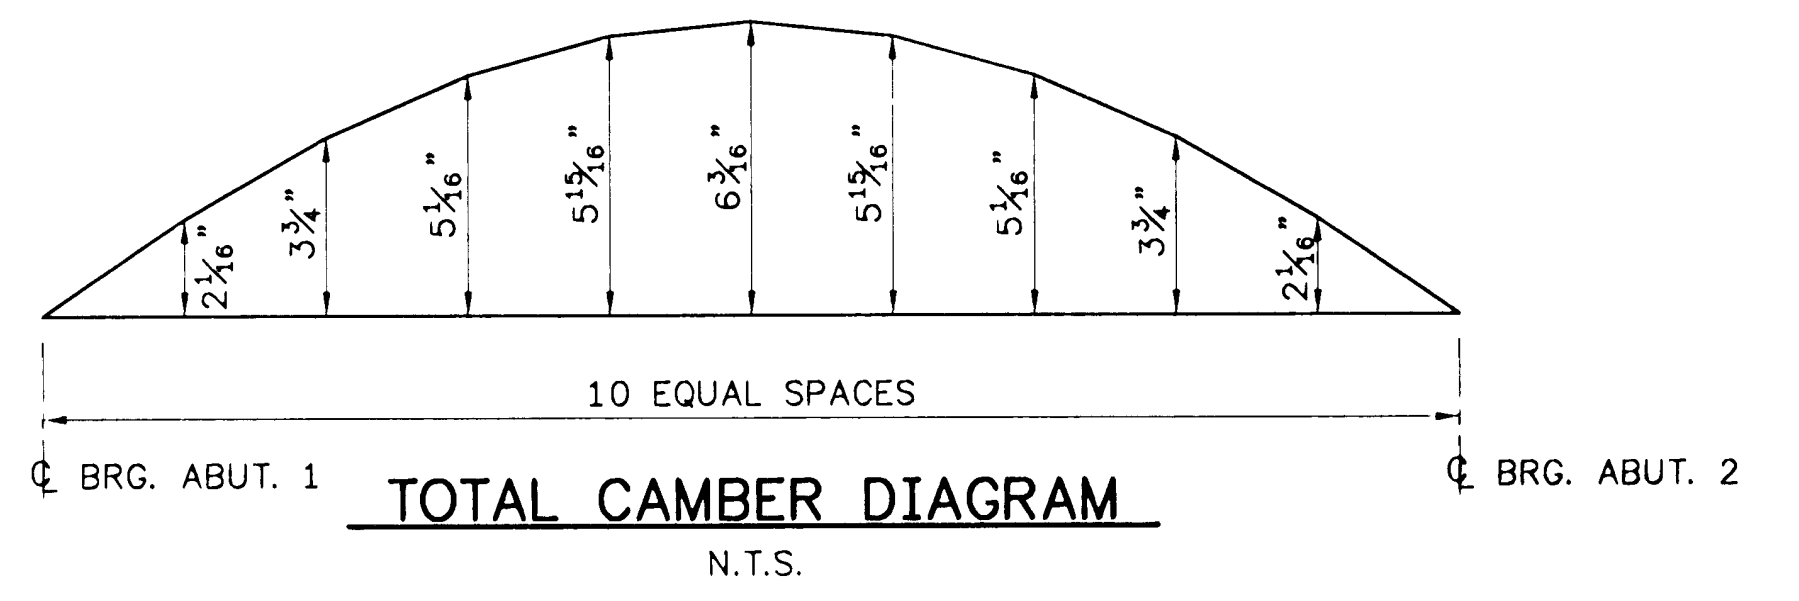 2 1/16"
3 3/4"
5 1/16"
5 15/16"
6 3/16"
5 15/16"
5 1/16"
3 3/4"
2 1/16"
10 EQUAL SPACES
℄ BRG. ABUT. 1
℄ BRG. ABUT. 2
TOTAL CAMBER DIAGRAM
N.T.S.